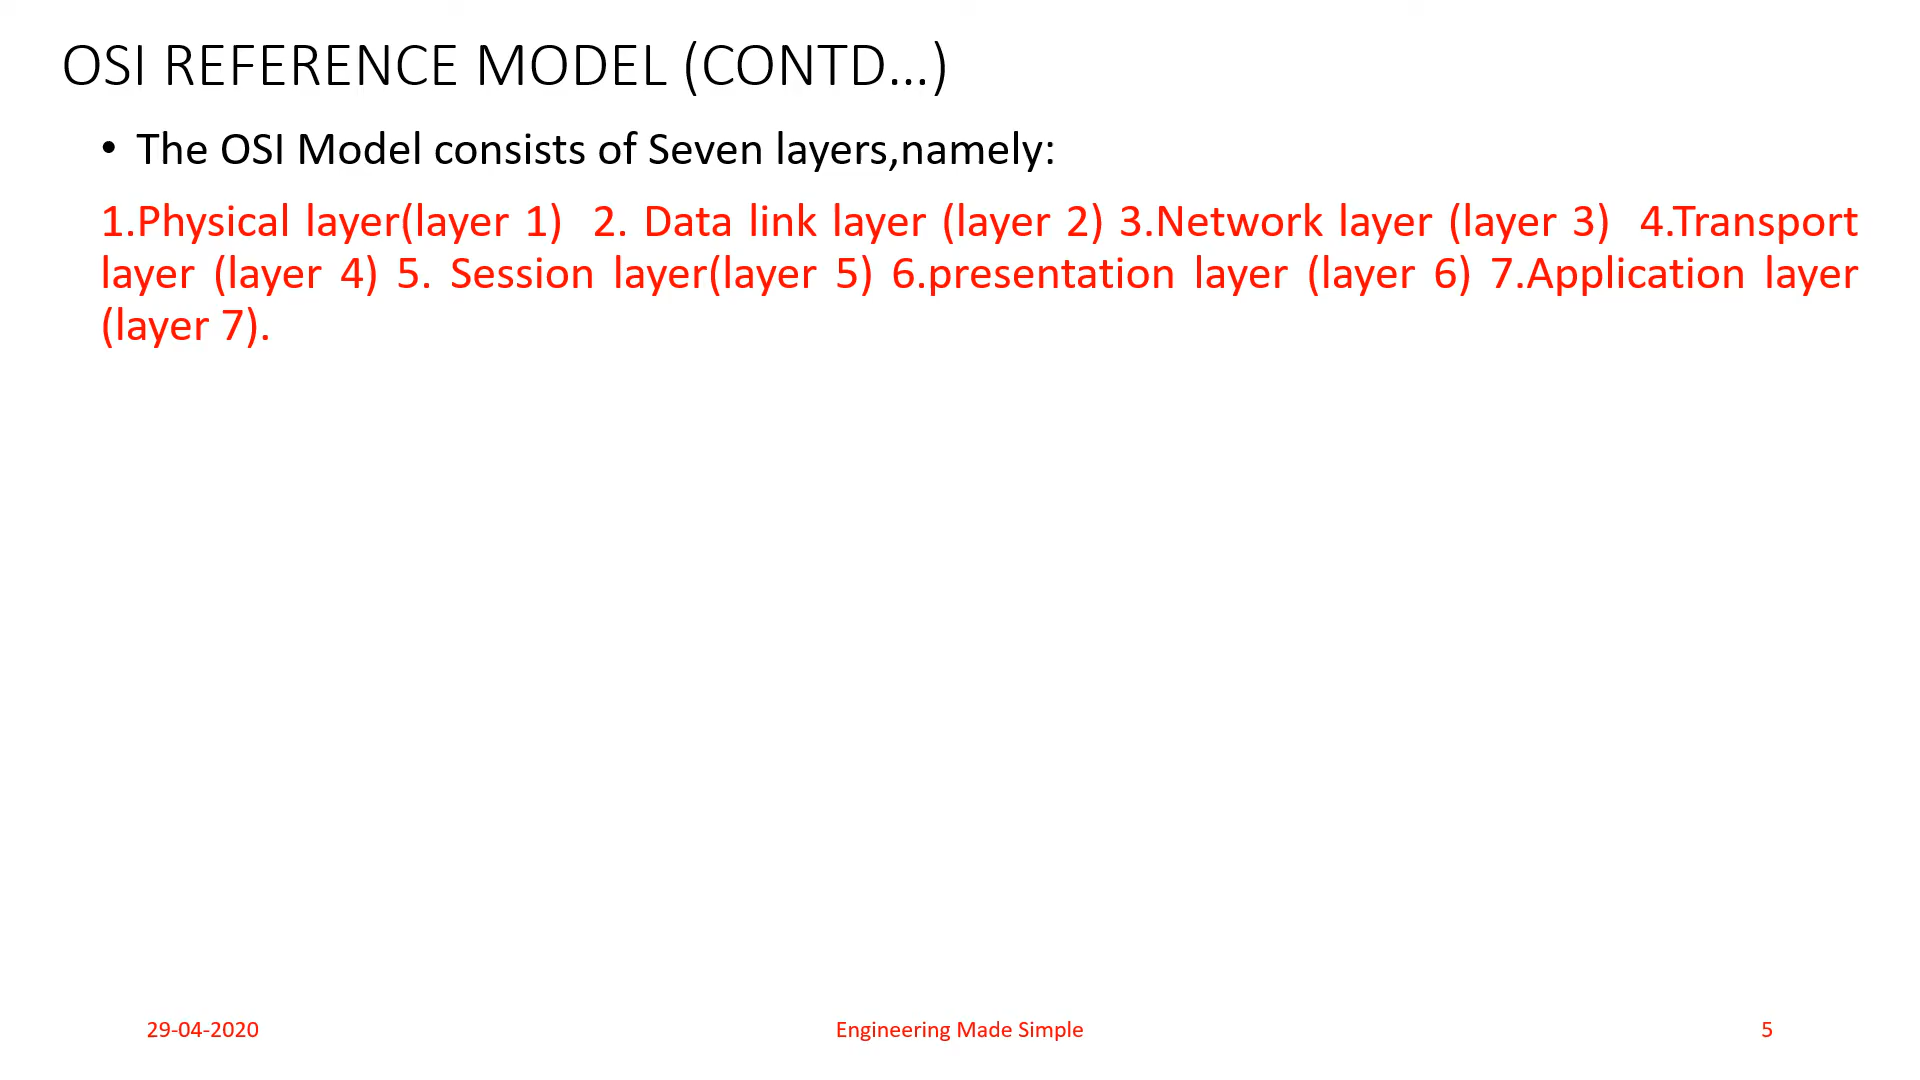 OSI REFERENCE MODEL (CONTD…)
• The OSI Model consists of Seven layers,namely:
1.Physical layer(layer 1)  2. Data link layer (layer 2) 3.Network layer (layer 3)  4.Transport
layer (layer 4) 5. Session layer(layer 5) 6.presentation layer (layer 6) 7.Application layer
(layer 7).
29-04-2020
Engineering Made Simple
5